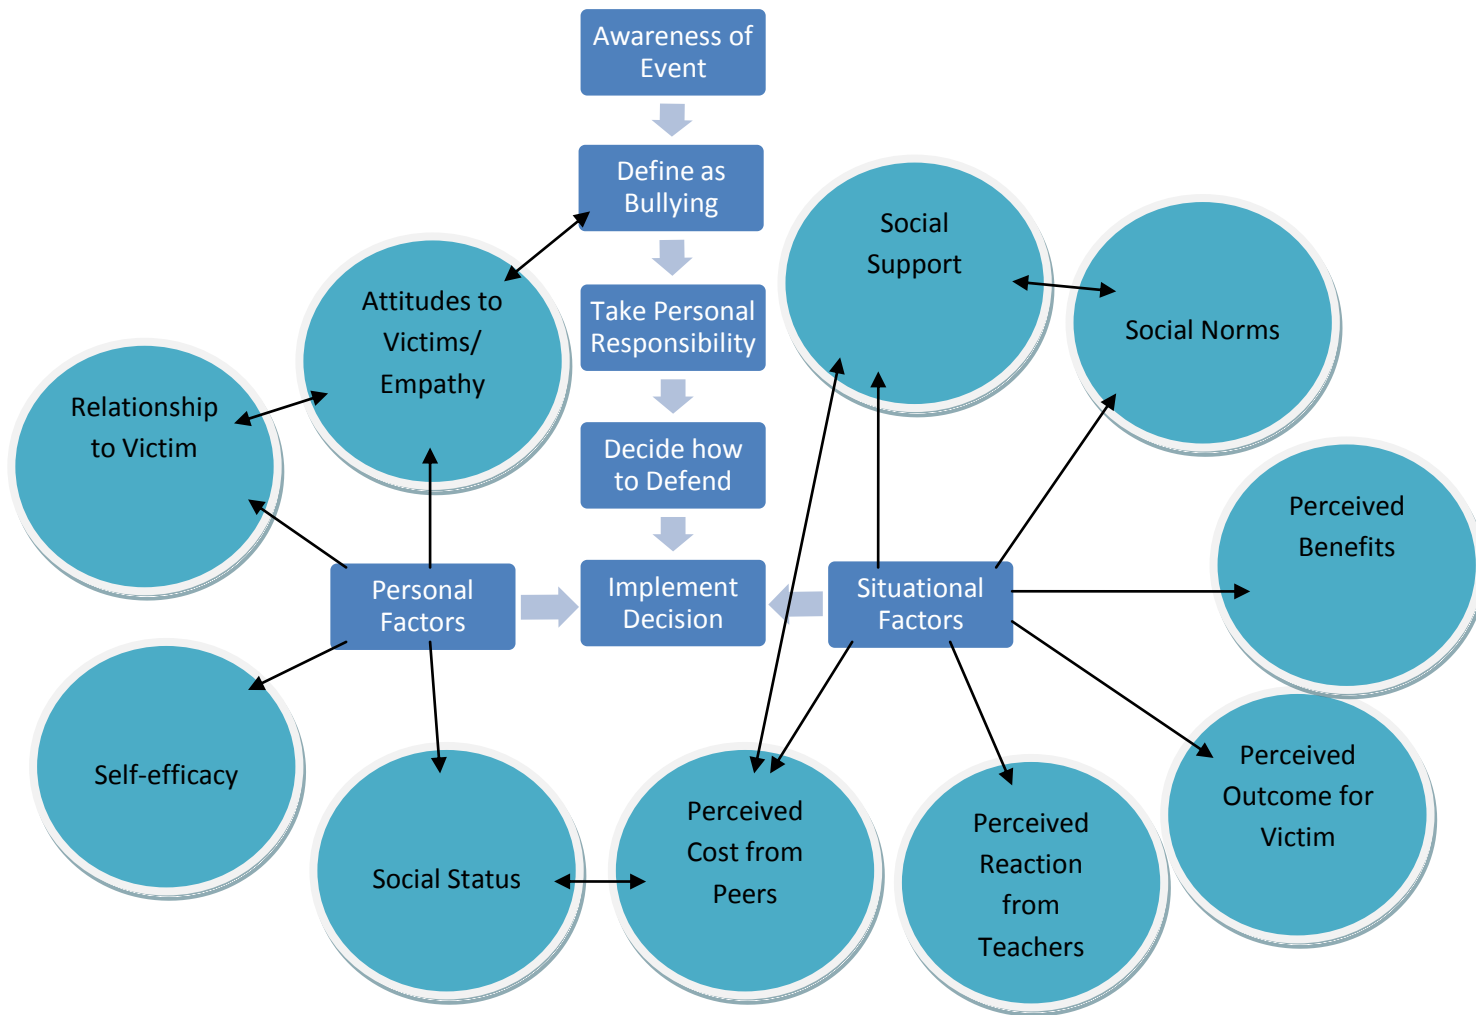 Awareness of
Event
Define as
Bullying
Take Personal
Responsibility
Decide how
to Defend
Implement
Decision
Personal
Factors
Situational
Factors
Attitudes to
Victims/
Empathy
Relationship
to Victim
Self-efficacy
Social Status
Social
Support
Social Norms
Perceived
Benefits
Perceived
Outcome for
Victim
Perceived
Reaction
from
Teachers
Perceived
Cost from
Peers